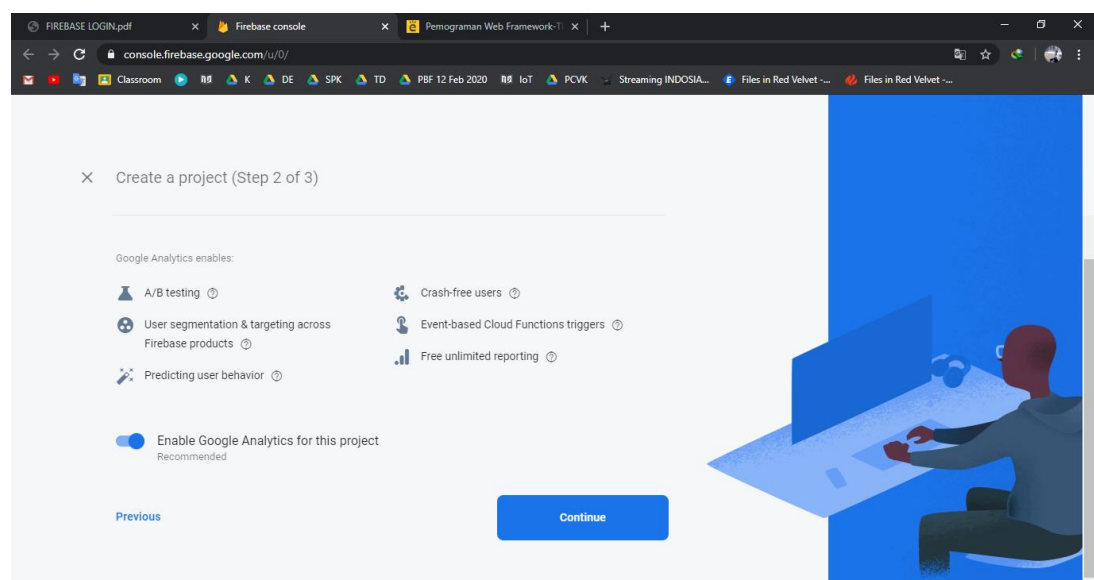 FIREBASE LOGIN.pdf
Firebase console
Pemograman Web Framework-TI
console.firebase.google.com/u/0/
Classroom
K
DE
SPK
TD
PBF 12 Feb 2020
IoT
PCVK
Streaming INDOSIA...
Files in Red Velvet -...
Files in Red Velvet -...
Create a project (Step 2 of 3)
Google Analytics enables:
A/B testing
User segmentation & targeting across
Firebase products
Predicting user behavior
Crash-free users
Event-based Cloud Functions triggers
Free unlimited reporting
Enable Google Analytics for this project
Recommended
Previous
Continue